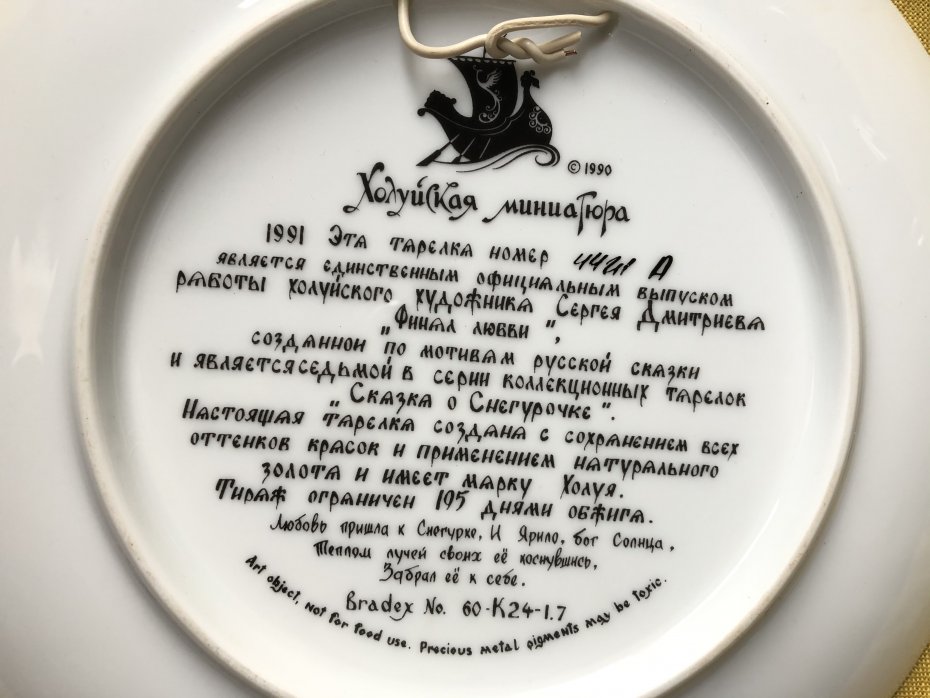 © 1990
Холуйская миниатюра
1991 Эта тарелка номер А
является единственным официальным выпуском
работы холуйского художника Сергея Дмитриева
„Финал любви",
созданной по мотивам русской сказки
и является седьмой в серии коллекционных тарелок
„Сказка о Снегурочке".
Настоящая тарелка создана с сохранением всех
оттенков красок и применением натурального
золота и имеет марку Холуя.
Тираж ограничен 195 днями обжига.
Любовь пришла к Снегурке, И Ярило, бог Солнца,
Теплом лучей своих её коснувшись,
Забрал её к себе.
Bradex No. 60-K24-1.7
Art object, not for food use. Precious metal pigments may be toxic.